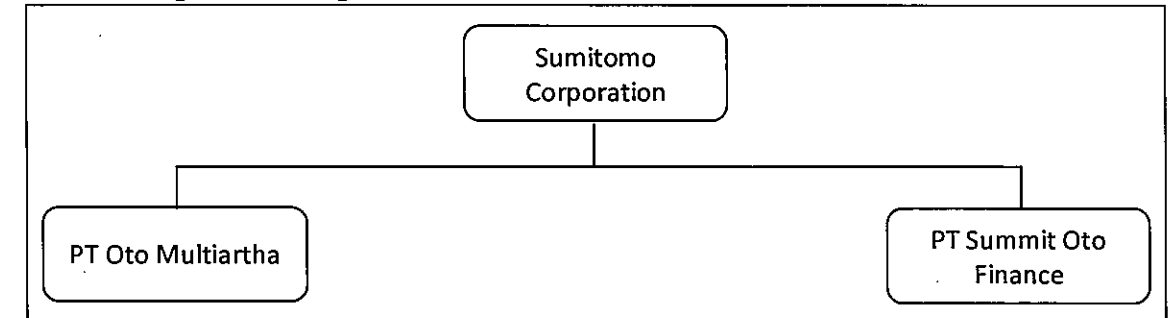 Sumitomo
Corporation
PT Oto Multiartha
PT Summit Oto
Finance